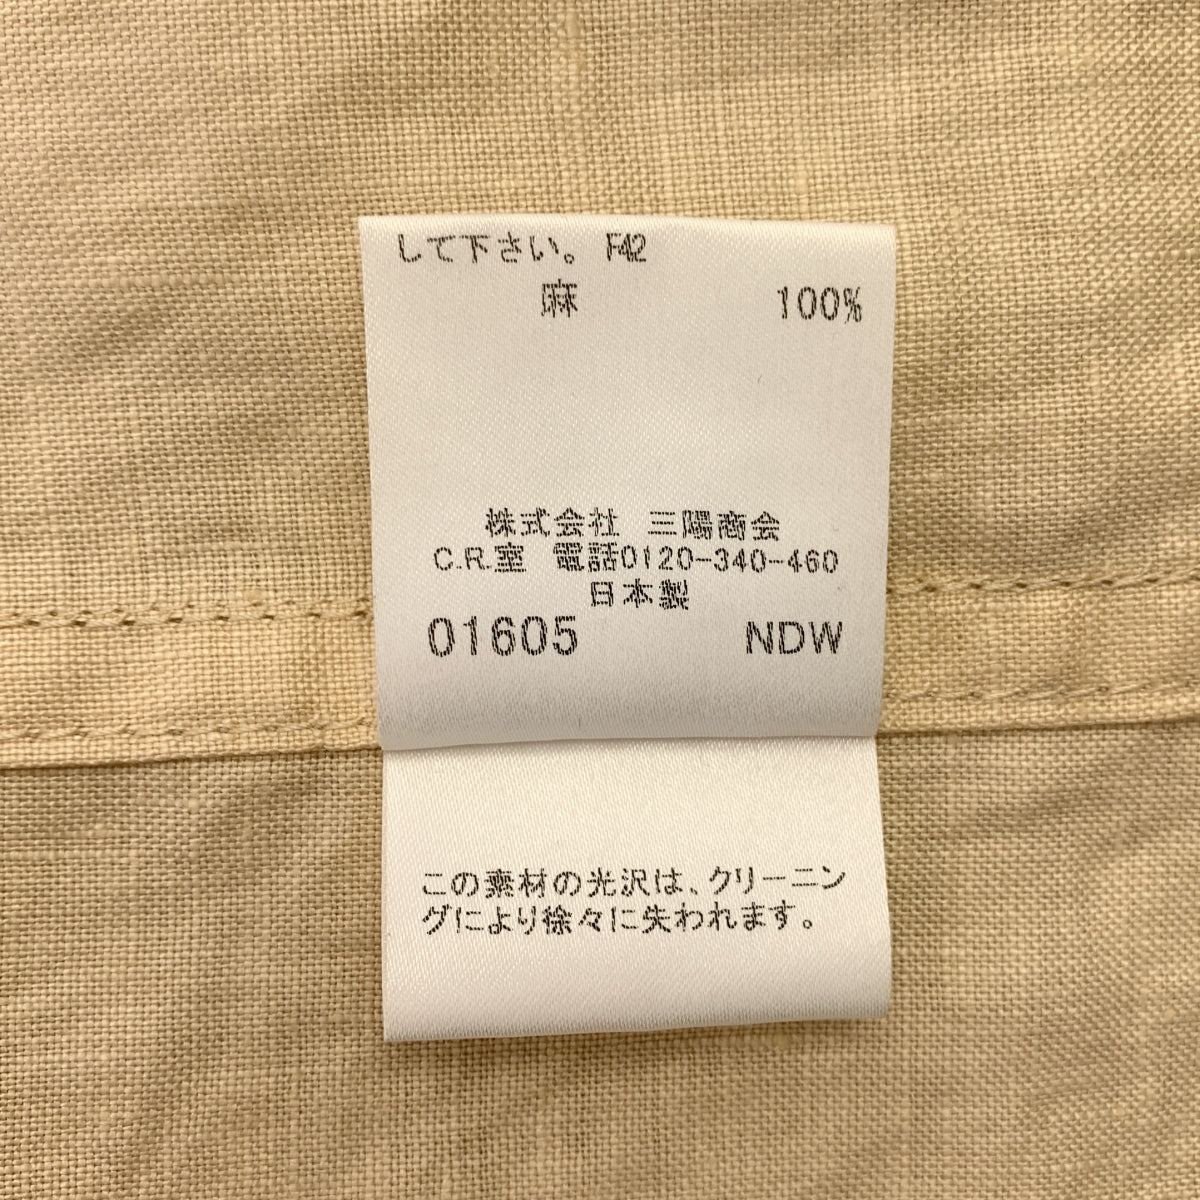 して下さい。 F42
麻 100%
株式会社 三陽商会
C.R.室 電話0120-340-460
日本製
01605 NDW
この素材の光沢は、クリーニン
グにより徐々に失われます。